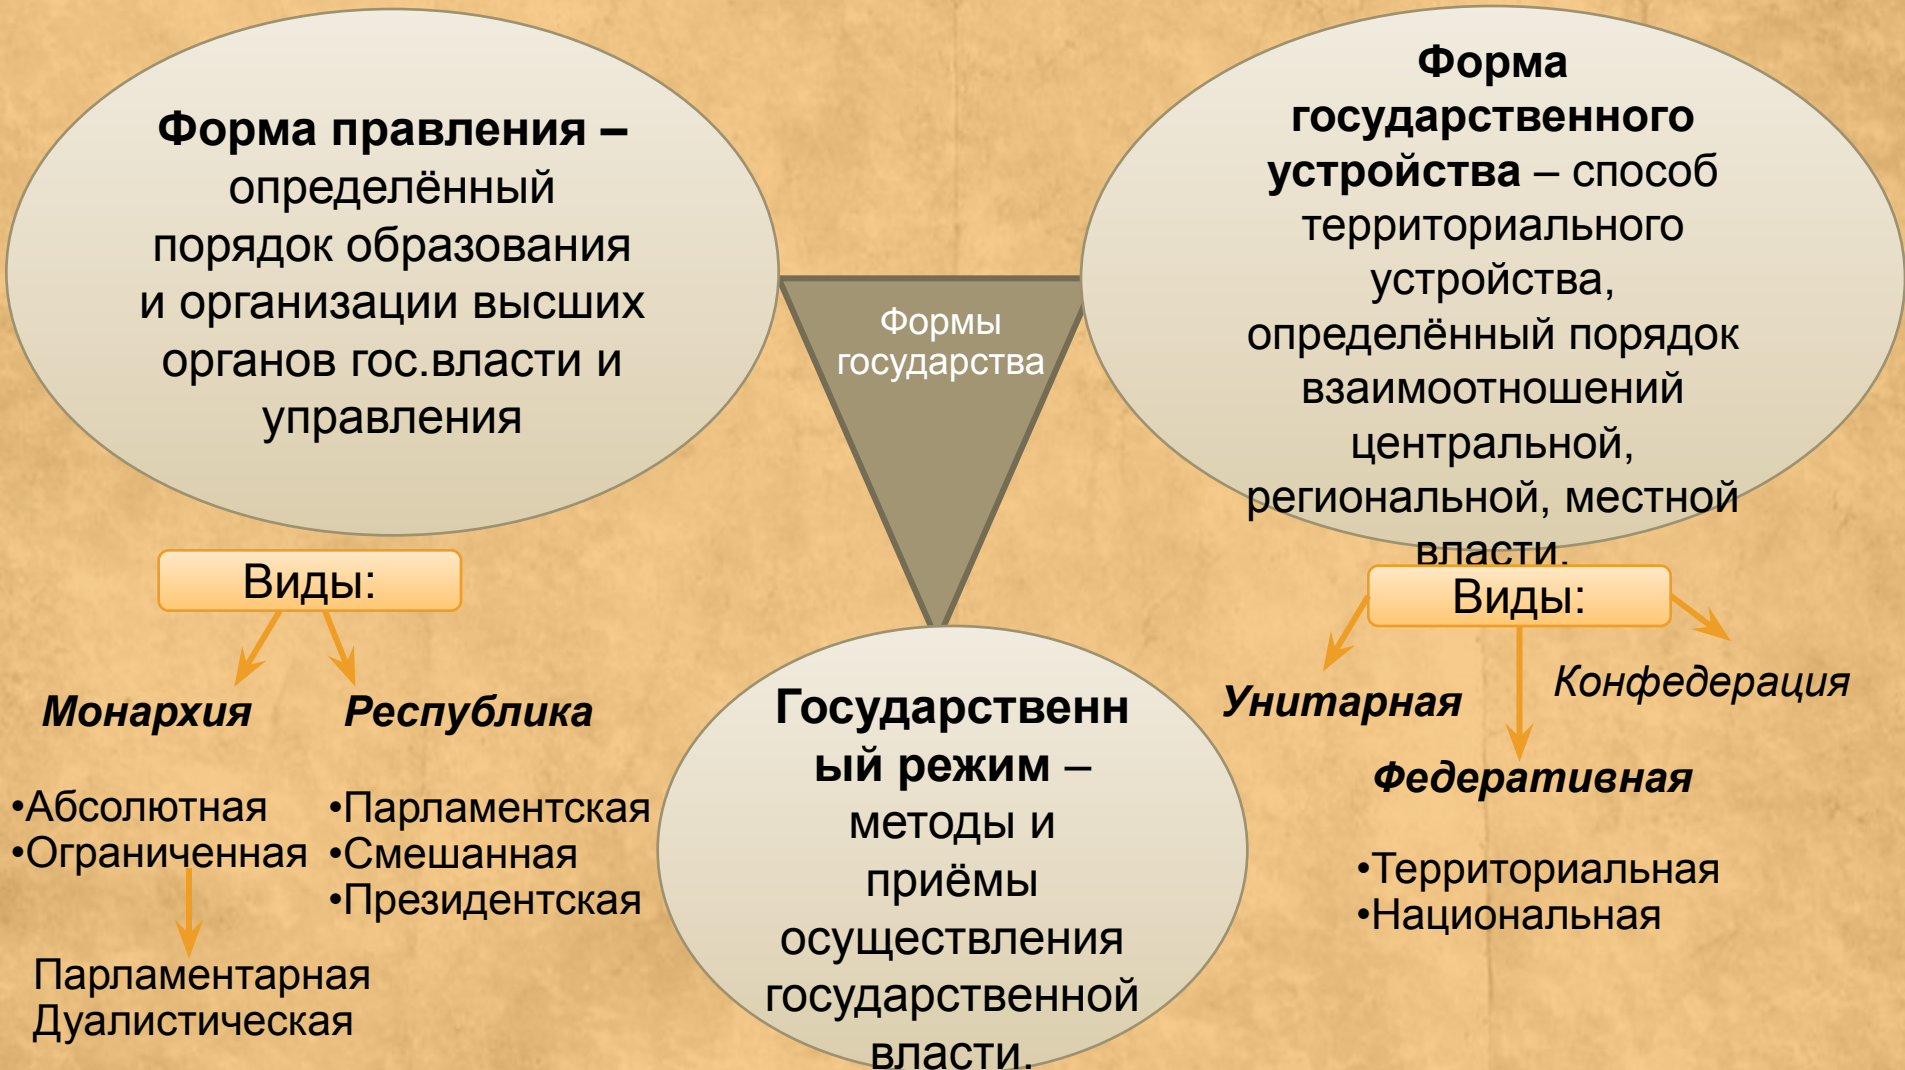 Форма правления –
определённый
порядок образования
и организации высших
органов гос.власти и
управления
Формы
государства
Форма
государственного
устройства – способ
территориального
устройства,
определённый порядок
взаимоотношений
центральной,
региональной, местной
власти.
Виды:
Монархия
Республика
•Абсолютная
•Ограниченная
•Парламентская
•Смешанная
•Президентская
Парламентарная
Дуалистическая
Государственн
ый режим –
методы и
приёмы
осуществления
государственной
власти.
Виды:
Унитарная
Конфедерация
Федеративная
•Территориальная
•Национальная